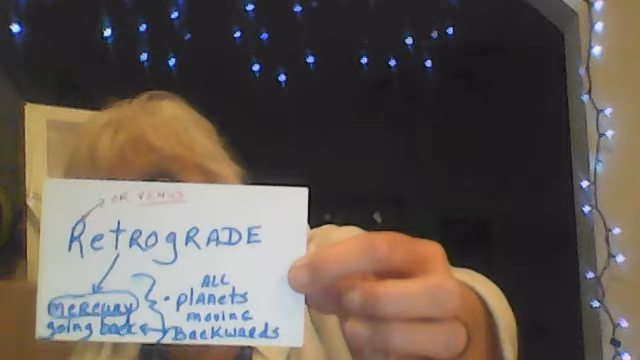 OR VENUS
RetroGRADE
mercury
going back
ALL
planets
moving
Backwards